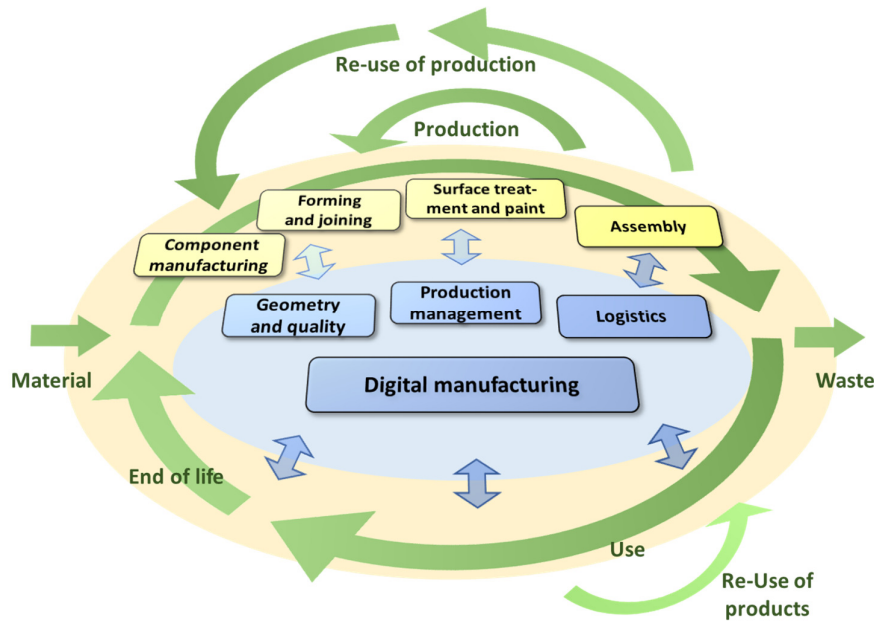 Re-use of production
Production
Surface treat-
ment and paint
Forming
and joining
Assembly
Component
manufacturing
Geometry
and quality
Production
management
Logistics
Material
Waste
Digital manufacturing
End of life
Use
Re-Use of
products